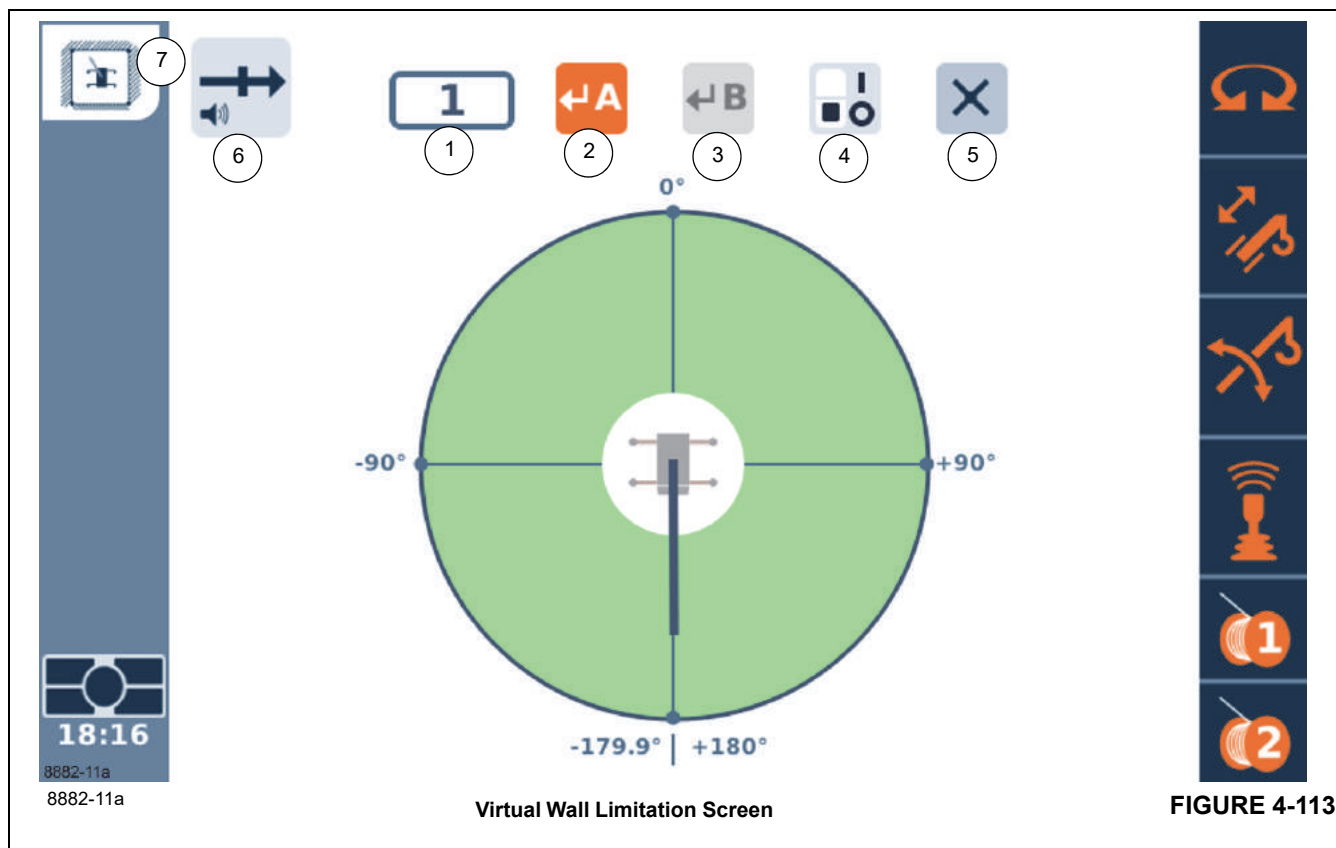 7
1
A
B
6
1
2
3
4
5
0°
-90°
+90°
-179.9° | +180°
1
2
18:16
8882-11a
8882-11a
Virtual Wall Limitation Screen
FIGURE 4-113